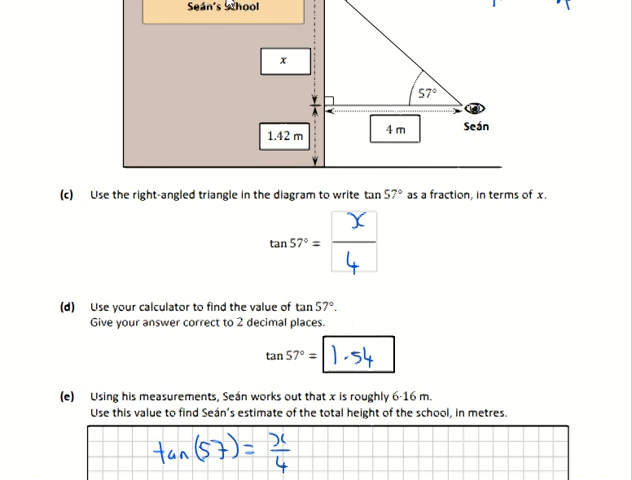 Seán's school
x
57°
1.42 m
4 m
Seán
(c) Use the right-angled triangle in the diagram to write tan 57° as a fraction, in terms of x.
tan 57° = x
4
(d) Use your calculator to find the value of tan 57°.
Give your answer correct to 2 decimal places.
tan 57° = 1.54
(e) Using his measurements, Seán works out that x is roughly 6·16 m.
Use this value to find Seán's estimate of the total height of the school, in metres.
tan(57) = x
4